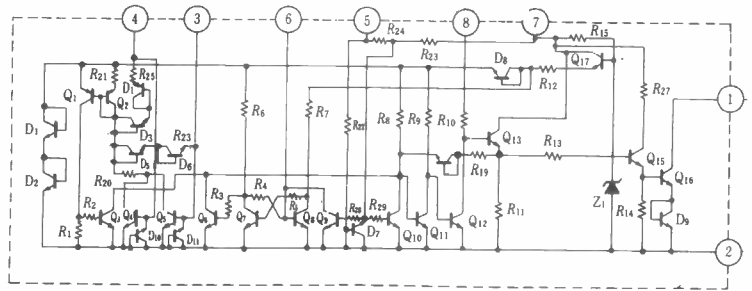 4
3
6
5
8
7
1
2
R24
R23
R15
R21
R25
D1
D8
Q17
R12
Q1
Q2
R6
R7
R22
R8
R9
R10
R27
D1
D3
R23
Q13
D5
D6
R13
Q15
D2
R20
R19
Q16
R4
R3
R5
Z1
R2
Q3
Q4
Q5
Q6
Q7
Q8
Q9
R28
R29
R11
R14
R1
D10
D11
D7
Q10
Q11
Q12
D9